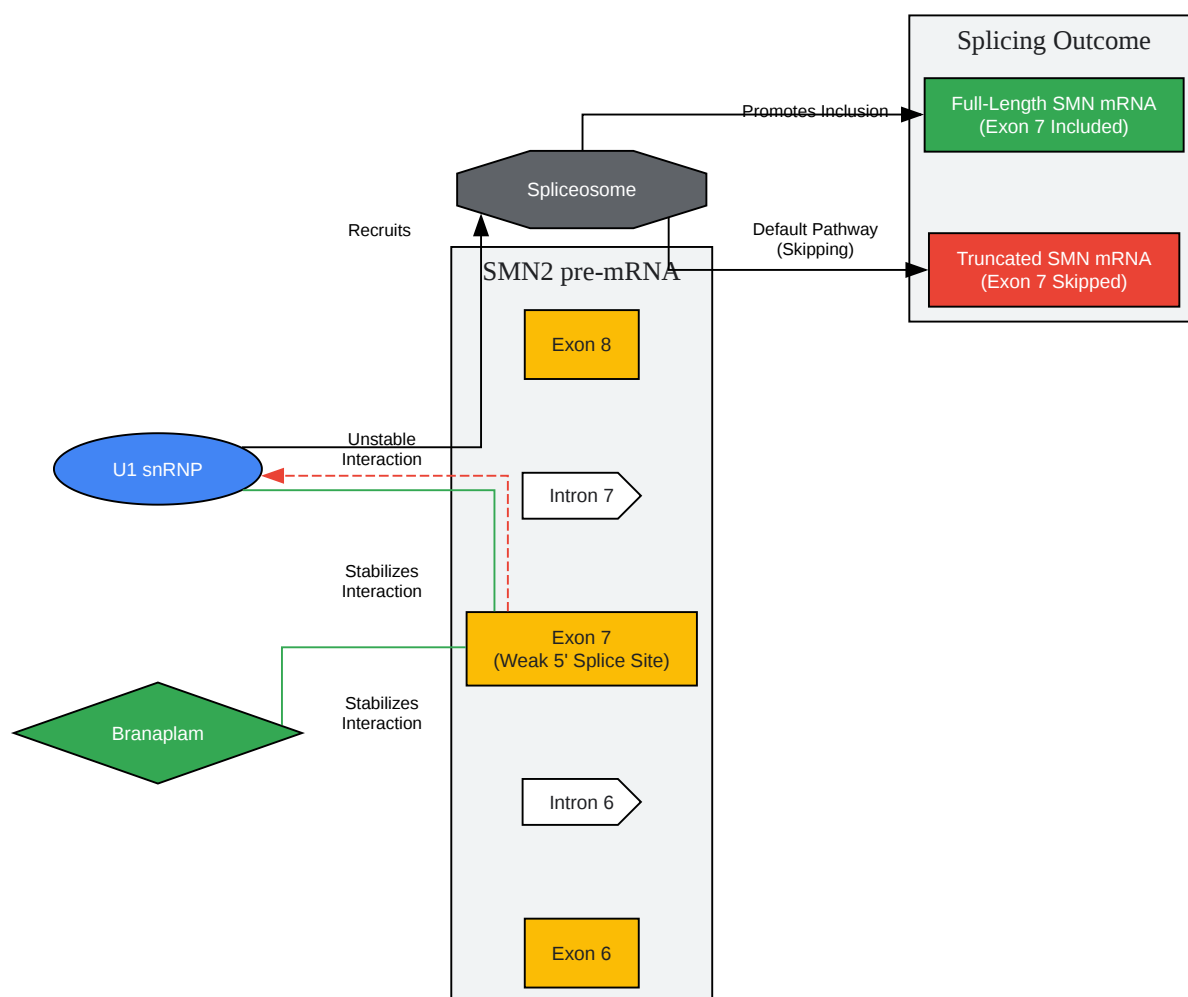 Splicing Outcome
Full-Length SMN mRNA
(Exon 7 Included)
Promotes Inclusion
Spliceosome
Recruits
Default Pathway
(Skipping)
Truncated SMN mRNA
(Exon 7 Skipped)
SMN2 pre-mRNA
Exon 8
Unstable
Interaction
U1 snRNP
Intron 7
Stabilizes
Interaction
Exon 7
(Weak 5' Splice Site)
Stabilizes
Interaction
Branaplam
Intron 6
Exon 6